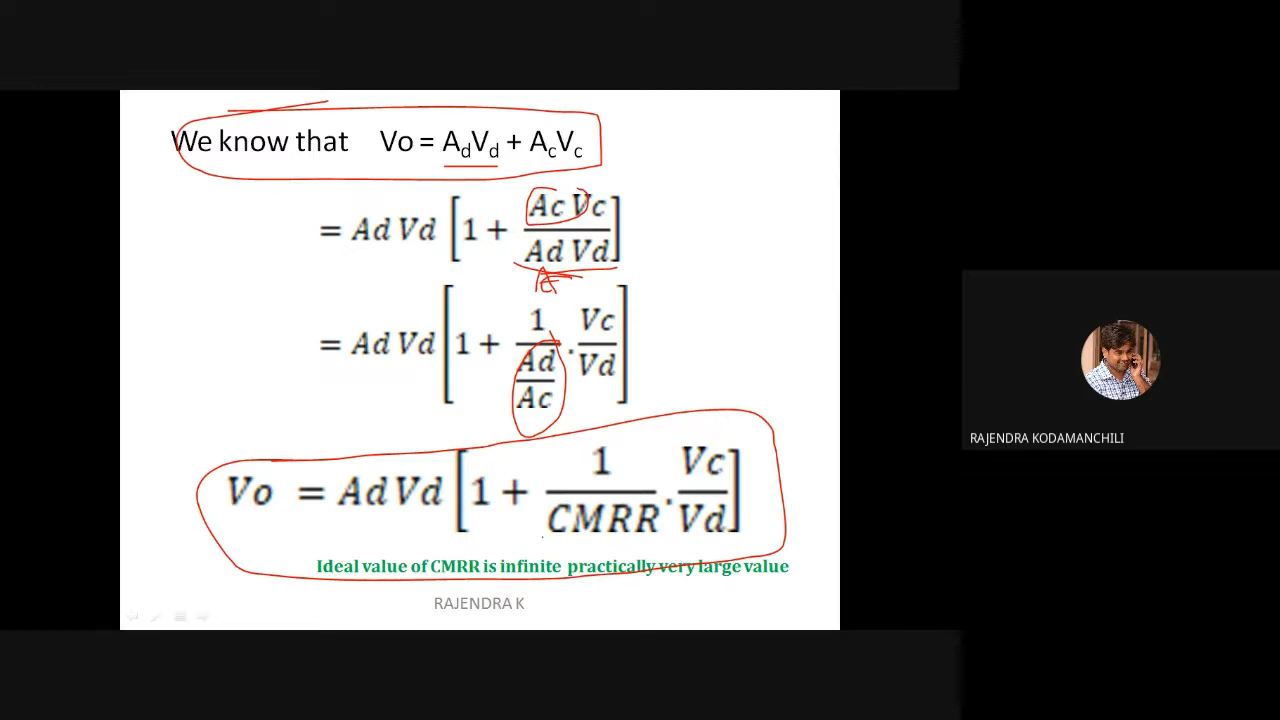 We know that Vo = AdVd + AcVc
= Ad Vd [1 + Ac Vc / Ad Vd]
= Ad Vd [1 + 1 / (Ad / Ac) . Vc / Vd]
Vo = Ad Vd [1 + 1 / CMRR . Vc / Vd]
Ideal value of CMRR is infinite practically very large value
RAJENDRA K
RAJENDRA KODAMANCHILI